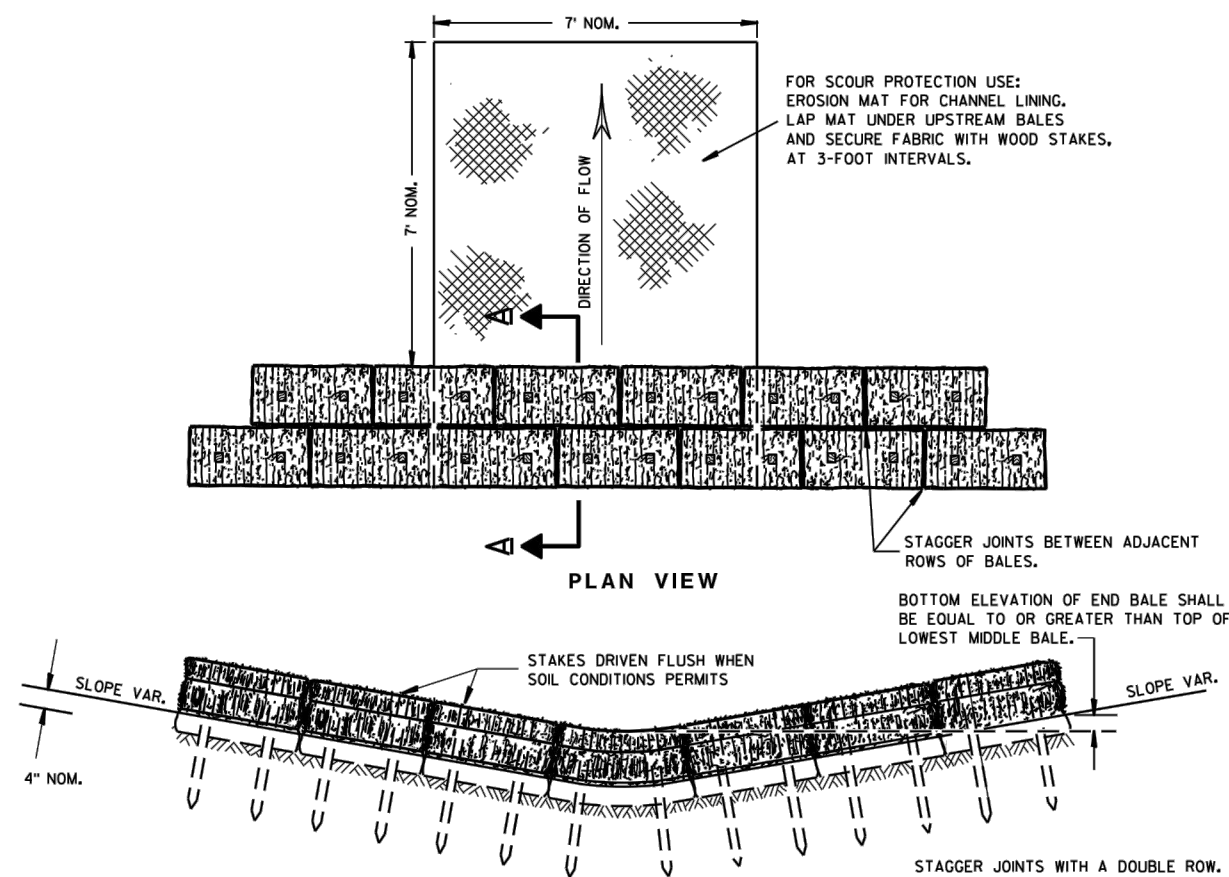 7' NOM.
FOR SCOUR PROTECTION USE:
EROSION MAT FOR CHANNEL LINING.
LAP MAT UNDER UPSTREAM BALES
AND SECURE FABRIC WITH WOOD STAKES,
AT 3-FOOT INTERVALS.
7' NOM.
DIRECTION OF FLOW
A
A
STAGGER JOINTS BETWEEN ADJACENT
ROWS OF BALES.
PLAN VIEW
BOTTOM ELEVATION OF END BALE SHALL
BE EQUAL TO OR GREATER THAN TOP OF
LOWEST MIDDLE BALE.
STAKES DRIVEN FLUSH WHEN
SOIL CONDITIONS PERMITS
SLOPE VAR.
SLOPE VAR.
4" NOM.
STAGGER JOINTS WITH A DOUBLE ROW.